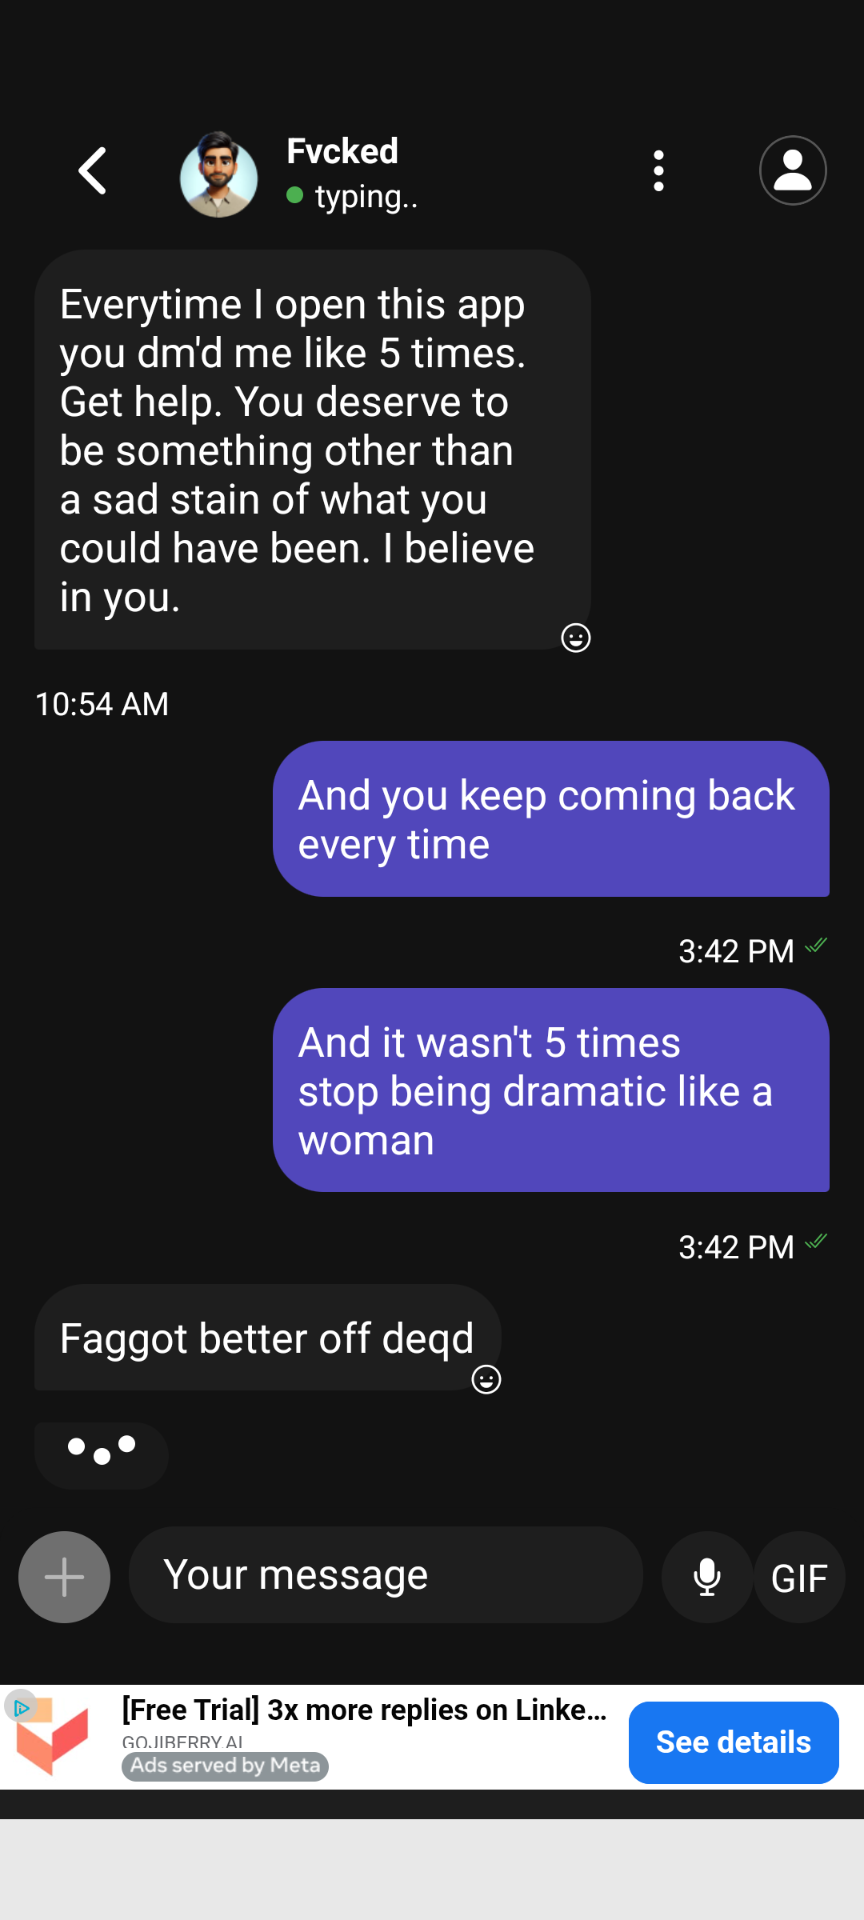 Fvcked
typing..
Everytime I open this app
you dm'd me like 5 times.
Get help. You deserve to
be something other than
a sad stain of what you
could have been. I believe
in you.
10:54 AM
And you keep coming back
every time
3:42 PM
And it wasn't 5 times
stop being dramatic like a
woman
3:42 PM
Faggot better off deqd
Your message
GIF
[Free Trial] 3x more replies on Linke...
GOJIBERRY.AI
Ads served by Meta
See details